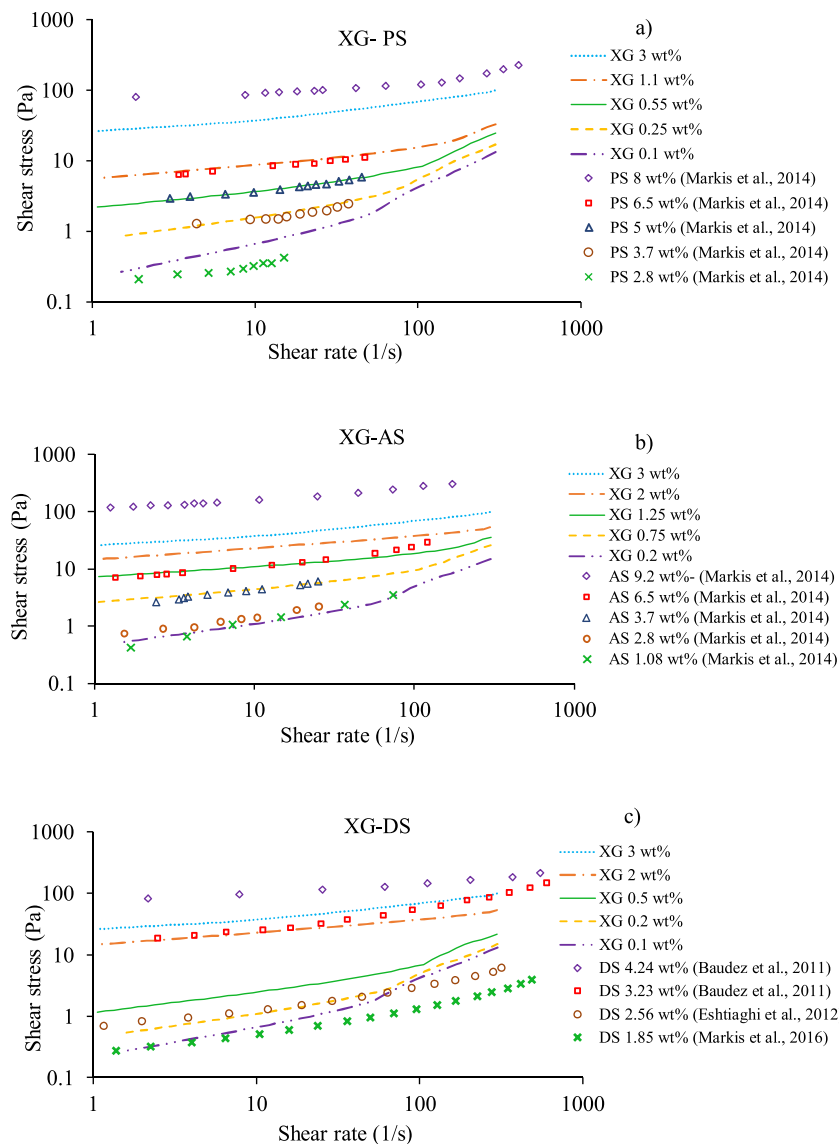 XG- PS
a)
1000
100
10
1
0.1
Shear stress (Pa)
1
10
100
1000
Shear rate (1/s)
XG 3 wt%
XG 1.1 wt%
XG 0.55 wt%
XG 0.25 wt%
XG 0.1 wt%
PS 8 wt% (Markis et al., 2014)
PS 6.5 wt% (Markis et al., 2014)
PS 5 wt% (Markis et al., 2014)
PS 3.7 wt% (Markis et al., 2014)
PS 2.8 wt% (Markis et al., 2014)
XG-AS
b)
1000
100
10
1
0.1
Shear stress (Pa)
1
10
100
1000
Shear rate (1/s)
XG 3 wt%
XG 2 wt%
XG 1.25 wt%
XG 0.75 wt%
XG 0.2 wt%
AS 9.2 wt%- (Markis et al., 2014)
AS 6.5 wt% (Markis et al., 2014)
AS 3.7 wt% (Markis et al., 2014)
AS 2.8 wt% (Markis et al., 2014)
AS 1.08 wt% (Markis et al., 2014)
XG-DS
c)
1000
100
10
1
0.1
Shear stress (Pa)
1
10
100
1000
Shear rate (1/s)
XG 3 wt%
XG 2 wt%
XG 0.5 wt%
XG 0.2 wt%
XG 0.1 wt%
DS 4.24 wt% (Baudez et al., 2011)
DS 3.23 wt% (Baudez et al., 2011)
DS 2.56 wt% (Eshtiaghi et al., 2012
DS 1.85 wt% (Markis et al., 2016)